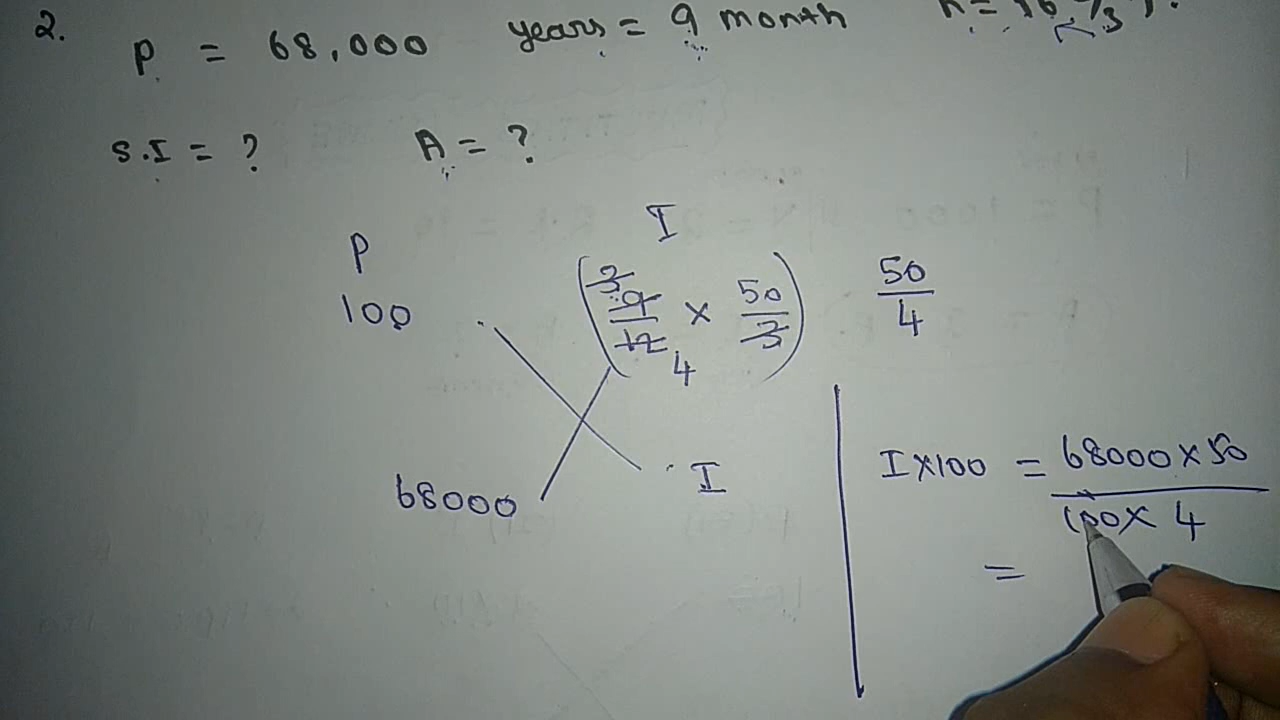 2. P = 68,000 years = 9 month
S.I = ? A = ?
P I
100 (3 9/12 4 × 50/3) 50/4
68000 I
I×100 = 68000×50
100× 4
=